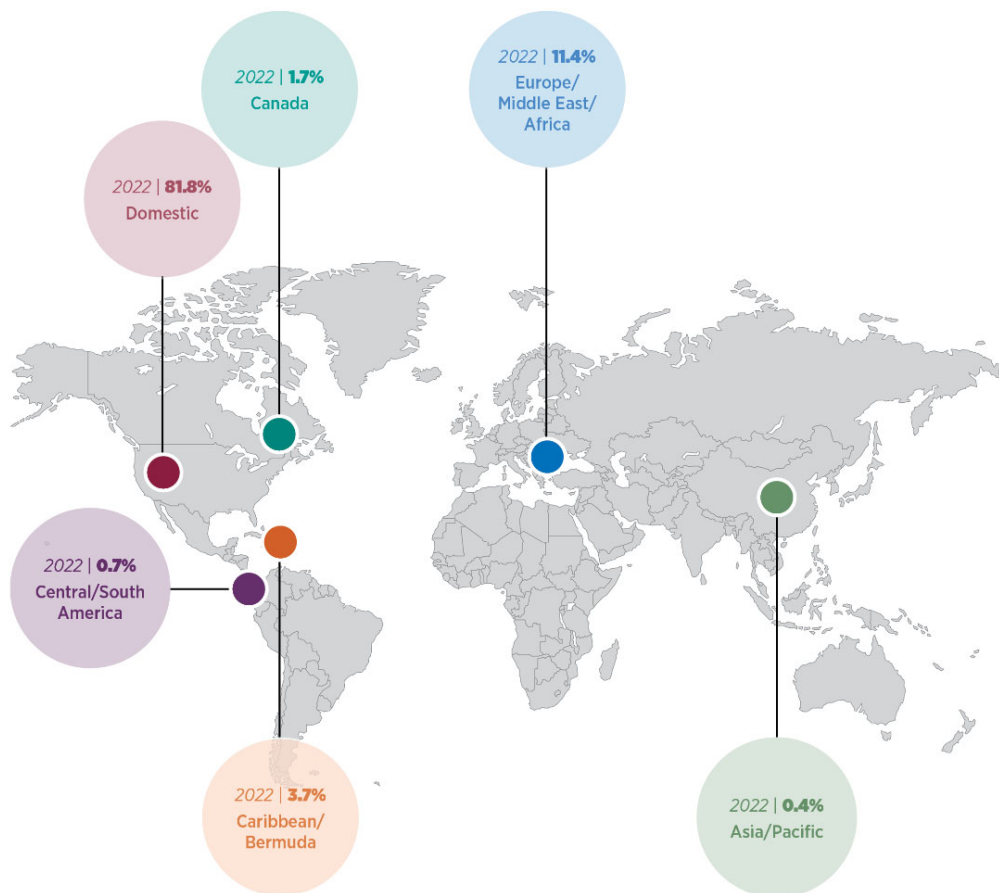 2022 | 1.7%
Canada
2022 | 11.4%
Europe/
Middle East/
Africa
2022 | 81.8%
Domestic
2022 | 0.7%
Central/South
America
2022 | 3.7%
Caribbean/
Bermuda
2022 | 0.4%
Asia/Pacific